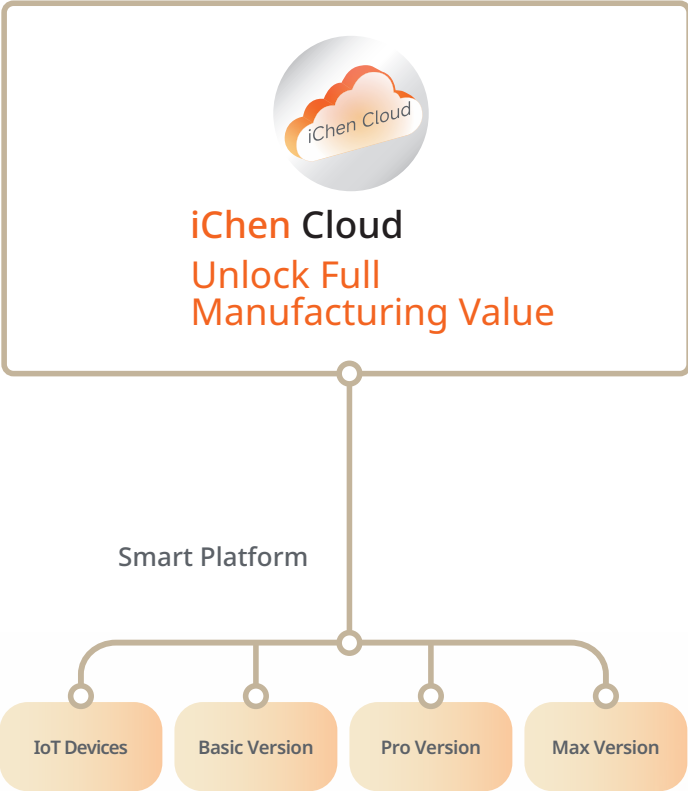 iChen Cloud
iChen Cloud
Unlock Full
Manufacturing Value
Smart Platform
IoT Devices
Basic Version
Pro Version
Max Version